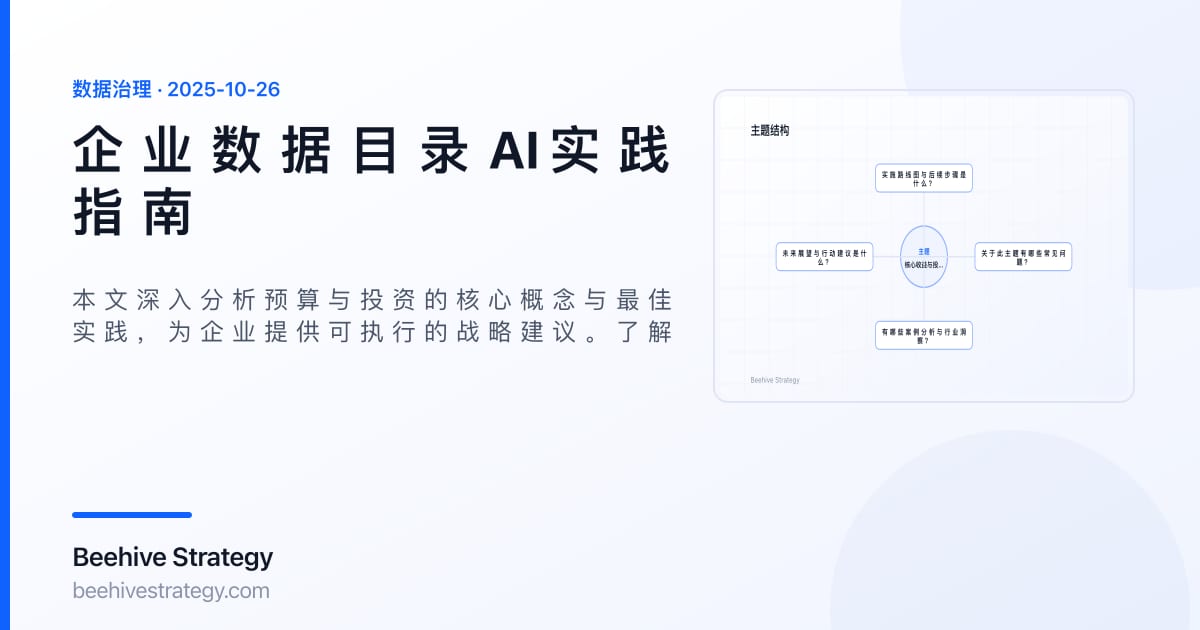 数据治理 · 2025-10-26
企业数据目录AI实践
指南
本文深入分析预算与投资的核心概念与最佳
实践，为企业提供可执行的战略建议。了解
主题结构
实施路线图与后续步骤是
什么？
未来展望与行动建议是什
么？
主题
核心收益与投...
关于此主题有哪些常见问
题？
有哪些案例分析与行业洞
察？
Beehive Strategy
Beehive Strategy
beehivestrategy.com